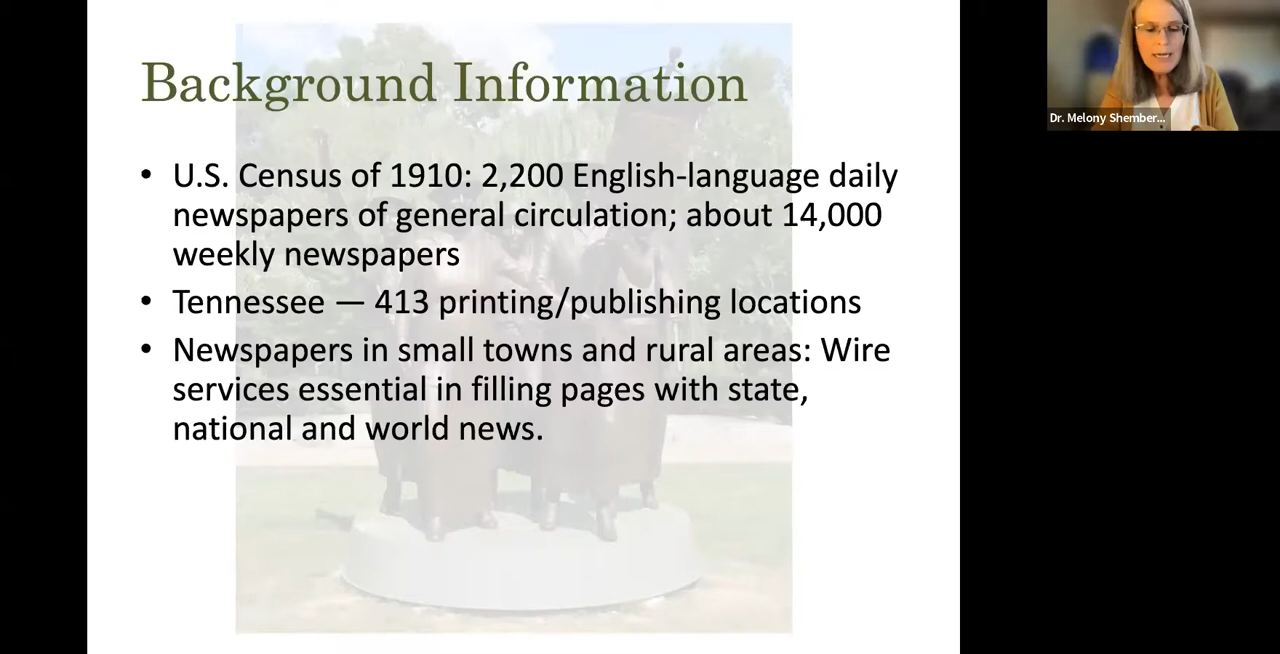 Background Information
• U.S. Census of 1910: 2,200 English-language daily
newspapers of general circulation; about 14,000
weekly newspapers
• Tennessee — 413 printing/publishing locations
• Newspapers in small towns and rural areas: Wire
services essential in filling pages with state,
national and world news.
Dr. Melony Shember...